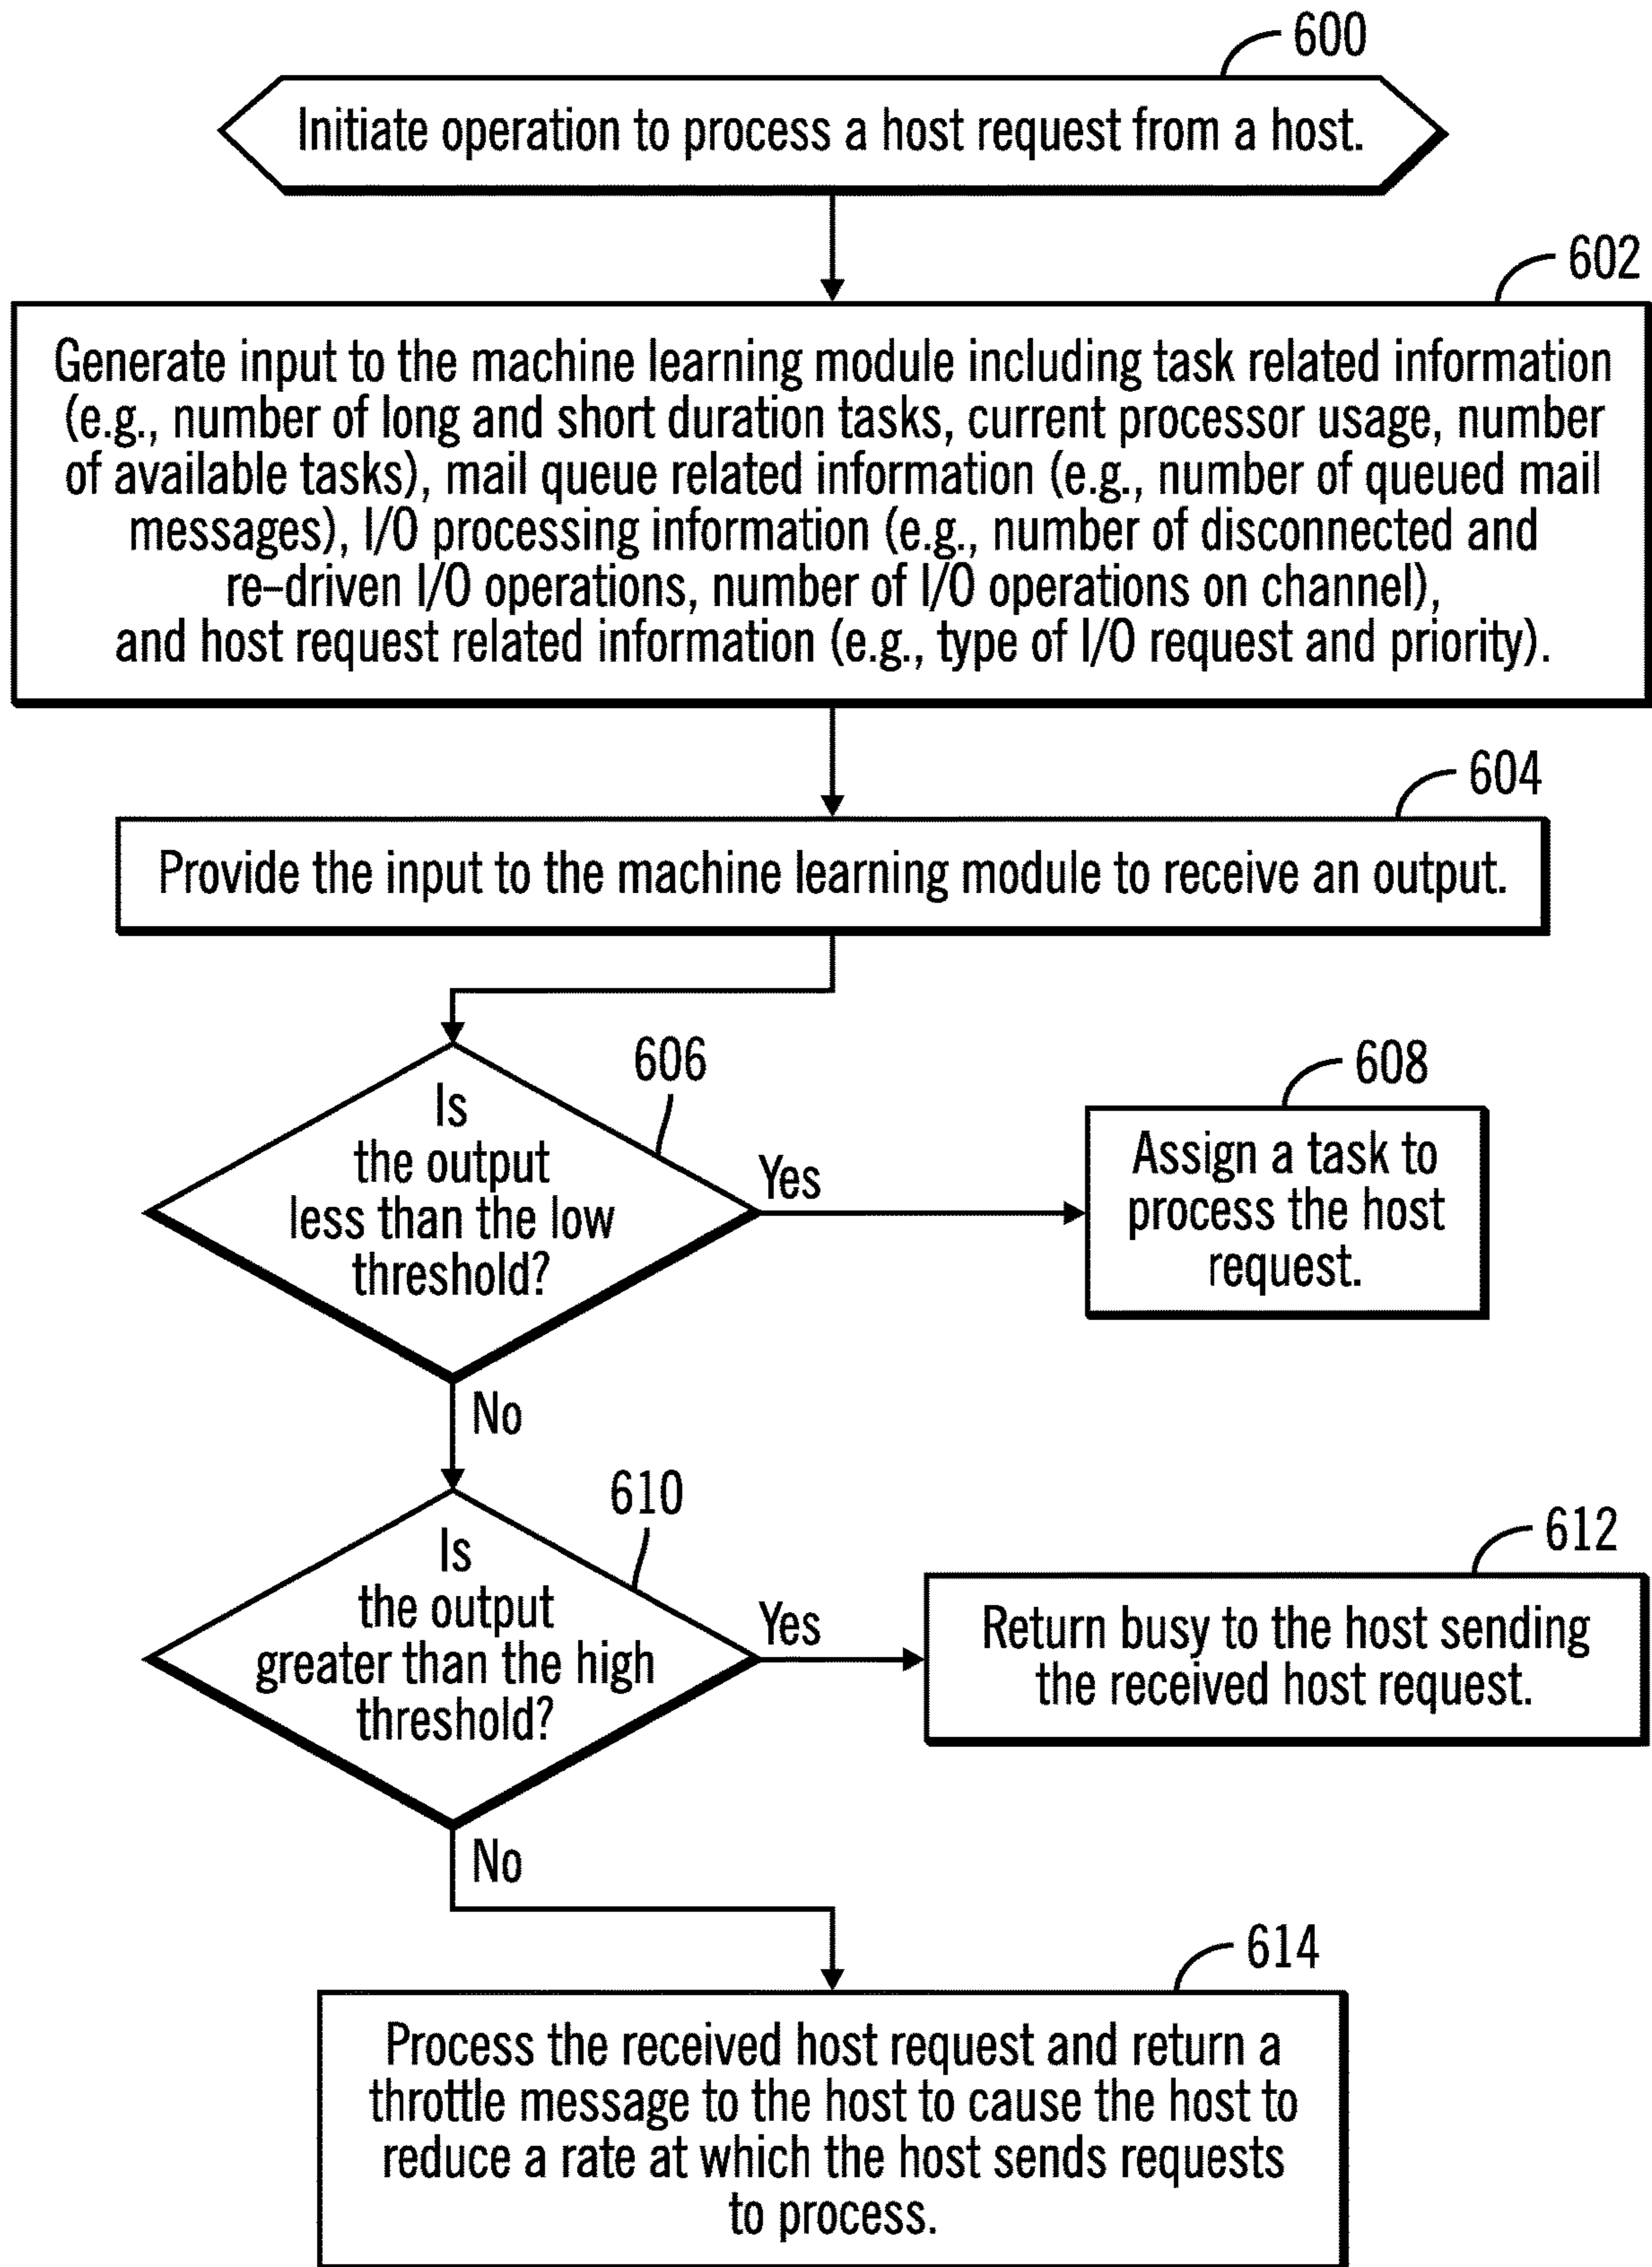 600
Initiate operation to process a host request from a host.
602
Generate input to the machine learning module including task related information
(e.g., number of long and short duration tasks, current processor usage, number
of available tasks), mail queue related information (e.g., number of queued mail
messages), I/O processing information (e.g., number of disconnected and
re-driven I/O operations, number of I/O operations on channel),
and host request related information (e.g., type of I/O request and priority).
604
Provide the input to the machine learning module to receive an output.
606
Is
the output
less than the low
threshold?
Yes
608
Assign a task to
process the host
request.
No
610
Is
the output
greater than the high
threshold?
Yes
612
Return busy to the host sending
the received host request.
No
614
Process the received host request and return a
throttle message to the host to cause the host to
reduce a rate at which the host sends requests
to process.